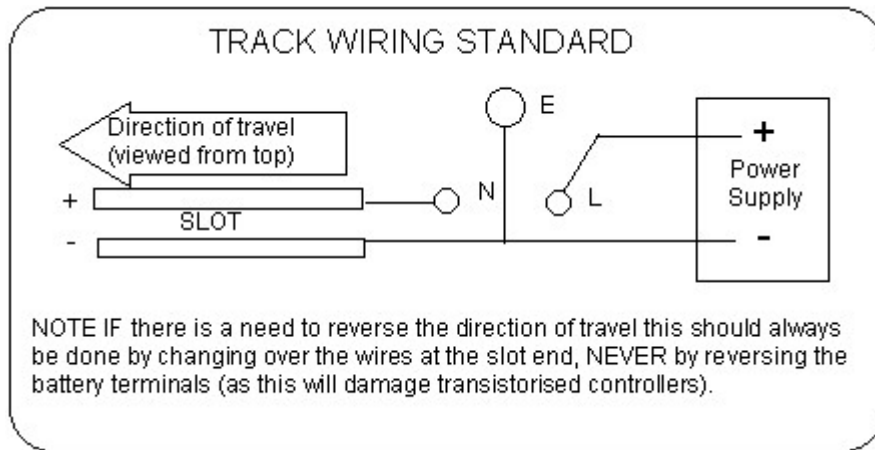 TRACK WIRING STANDARD
Direction of travel
(viewed from top)
E
+
Power
Supply
-
N
L
+
SLOT
-
NOTE IF there is a need to reverse the direction of travel this should always
be done by changing over the wires at the slot end, NEVER by reversing the
battery terminals (as this will damage transistorised controllers).